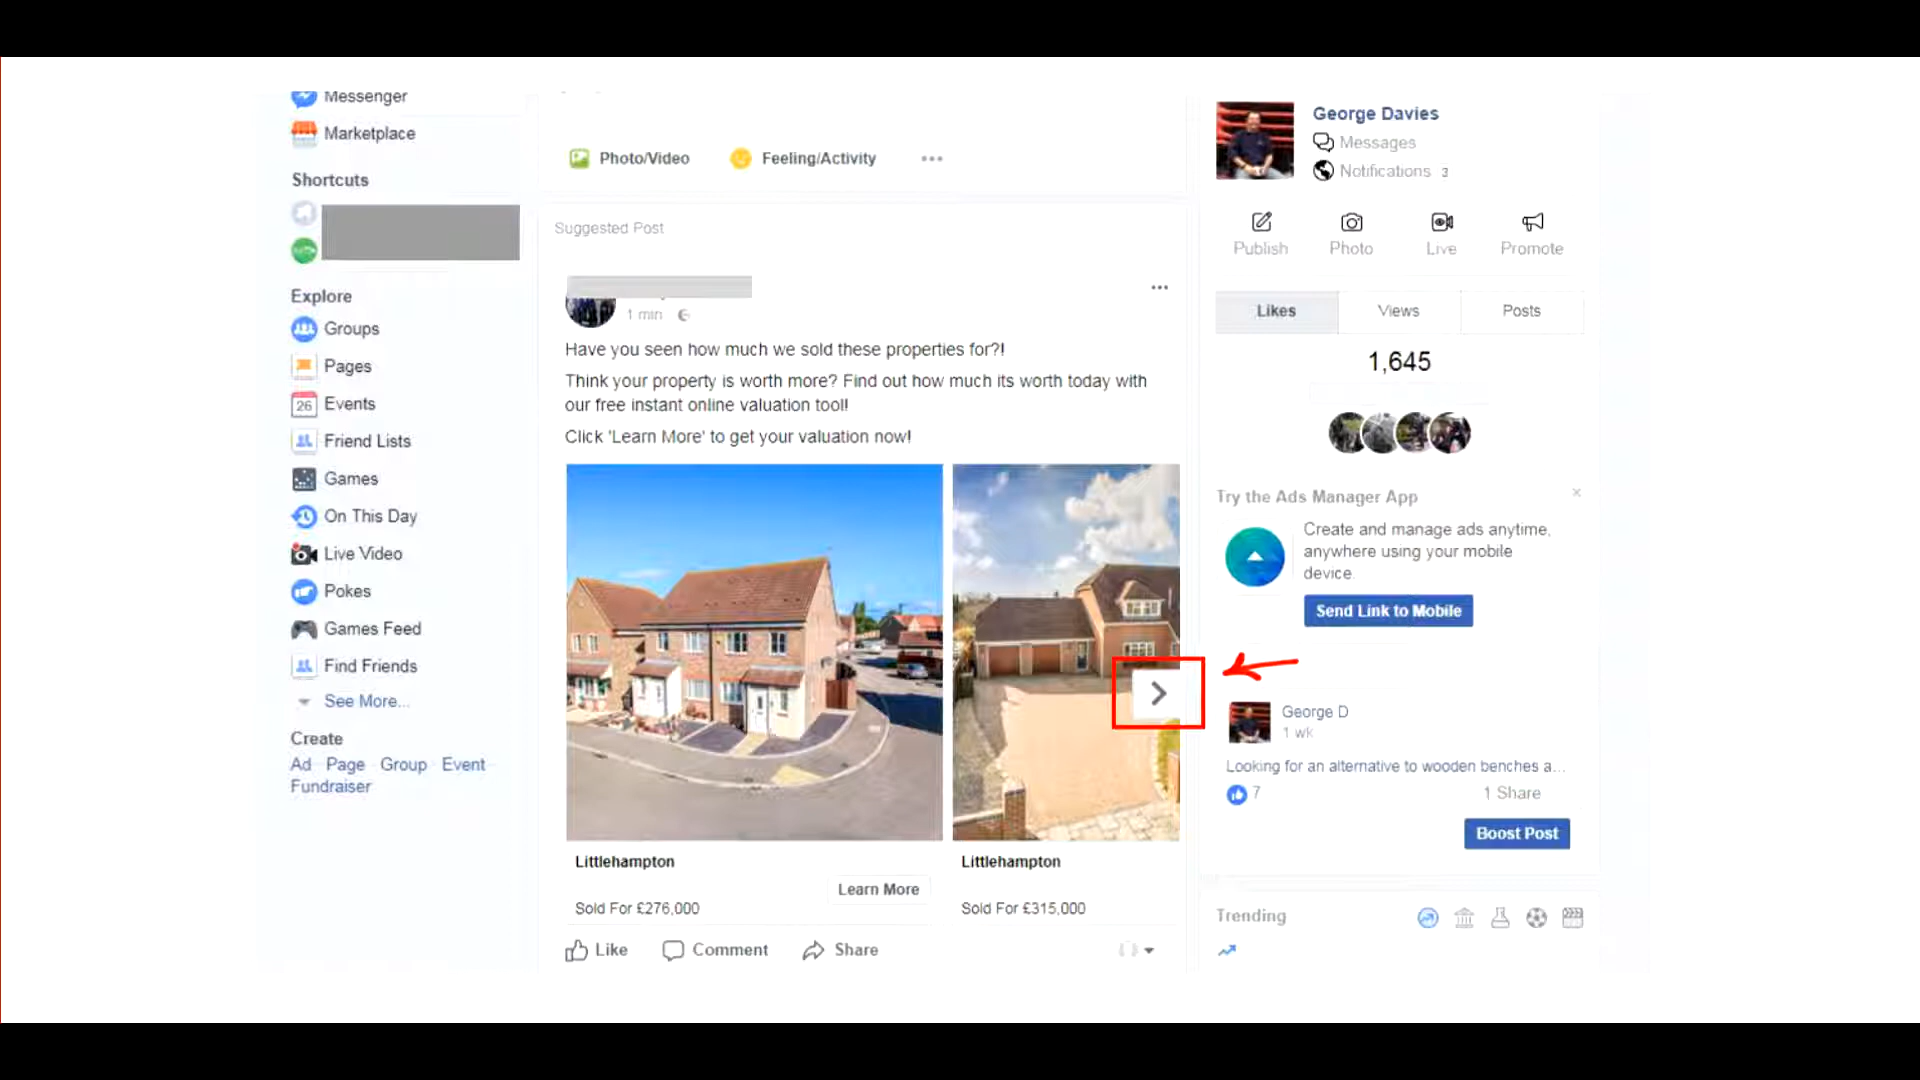 Messenger
Marketplace
Shortcuts
Explore
Groups
Pages
26
Events
Friend Lists
Games
On This Day
Live Video
Pokes
Games Feed
Find Friends
See More...
Create
Ad Page Group Event
Fundraiser
Photo/Video
Feeling/Activity
Suggested Post
1 min
Have you seen how much we sold these properties for?!
Think your property is worth more? Find out how much its worth today with
our free instant online valuation tool!
Click 'Learn More' to get your valuation now!
Littlehampton
Learn More
Sold For £276,000
Littlehampton
Sold For £315,000
Like
Comment
Share
George Davies
Messages
Notifications 3
Publish
Photo
Live
Promote
Likes
Views
Posts
1,645
Try the Ads Manager App
Create and manage ads anytime,
anywhere using your mobile
device.
Send Link to Mobile
George D
1 wk
Looking for an alternative to wooden benches a...
7
1 Share
Boost Post
Trending